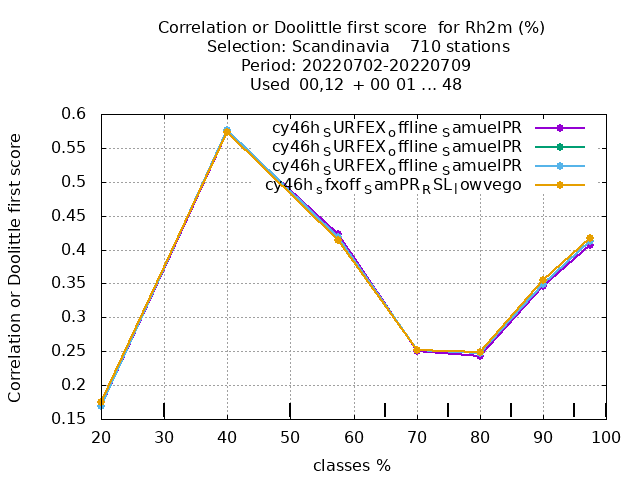 Correlation or Doolittle first score  for Rh2m (%)
Selection: Scandinavia    710 stations
Period: 20220702-20220709
Used  00,12  + 00 01 ... 48
Correlation or Doolittle first score
0.6
0.55
0.5
0.45
0.4
0.35
0.3
0.25
0.2
0.15
cy46h_SURFEX_offline_SamuelPR
cy46h_SURFEX_offline_SamuelPR
cy46h_SURFEX_offline_SamuelPR
cy46h_sfxoff_SamPR_RSL_lowvego
20 30 40 50 60 70 80 90 100
classes %